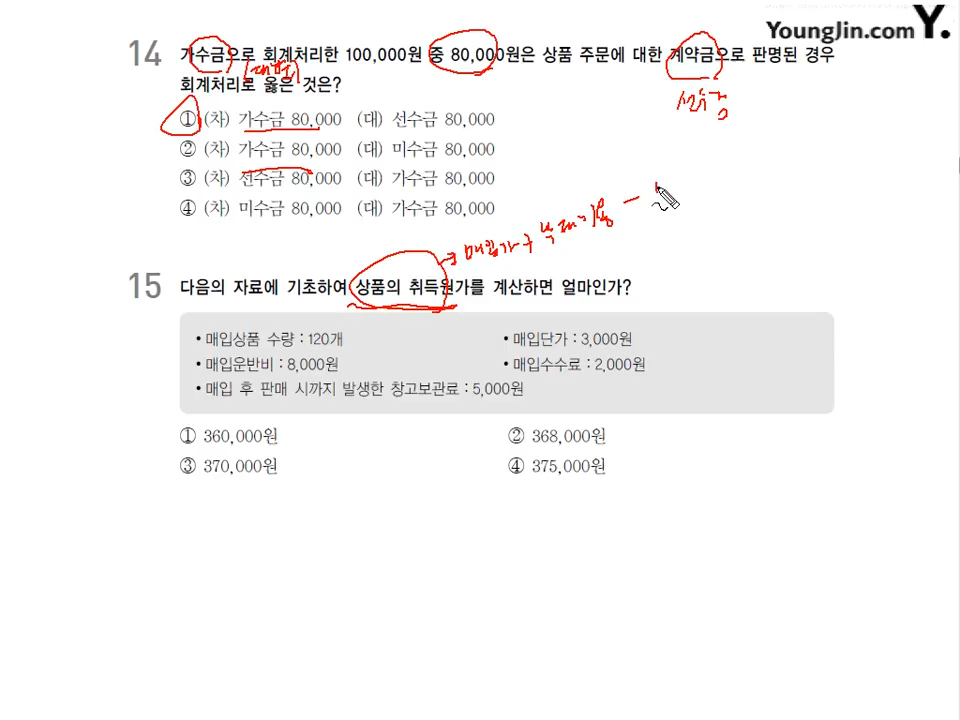 YoungJin.com Y.
14 가수금으로 회계처리한 100,000원 중 80,000원은 상품 주문에 대한 계약금으로 판명된 경우
회계처리로 옳은 것은?
선수금
① (차) 가수금 80,000 (대) 선수금 80,000
② (차) 가수금 80,000 (대) 미수금 80,000
③ (차) 선수금 80,000 (대) 가수금 80,000
④ (차) 미수금 80,000 (대) 가수금 80,000
→ 매입가 + 부대비용 -
15 다음의 자료에 기초하여 상품의 취득원가를 계산하면 얼마인가?
• 매입상품 수량 : 120개 • 매입단가 : 3,000원
• 매입운반비 : 8,000원 • 매입수수료 : 2,000원
• 매입 후 판매 시까지 발생한 창고보관료 : 5,000원
① 360,000원 ② 368,000원
③ 370,000원 ④ 375,000원